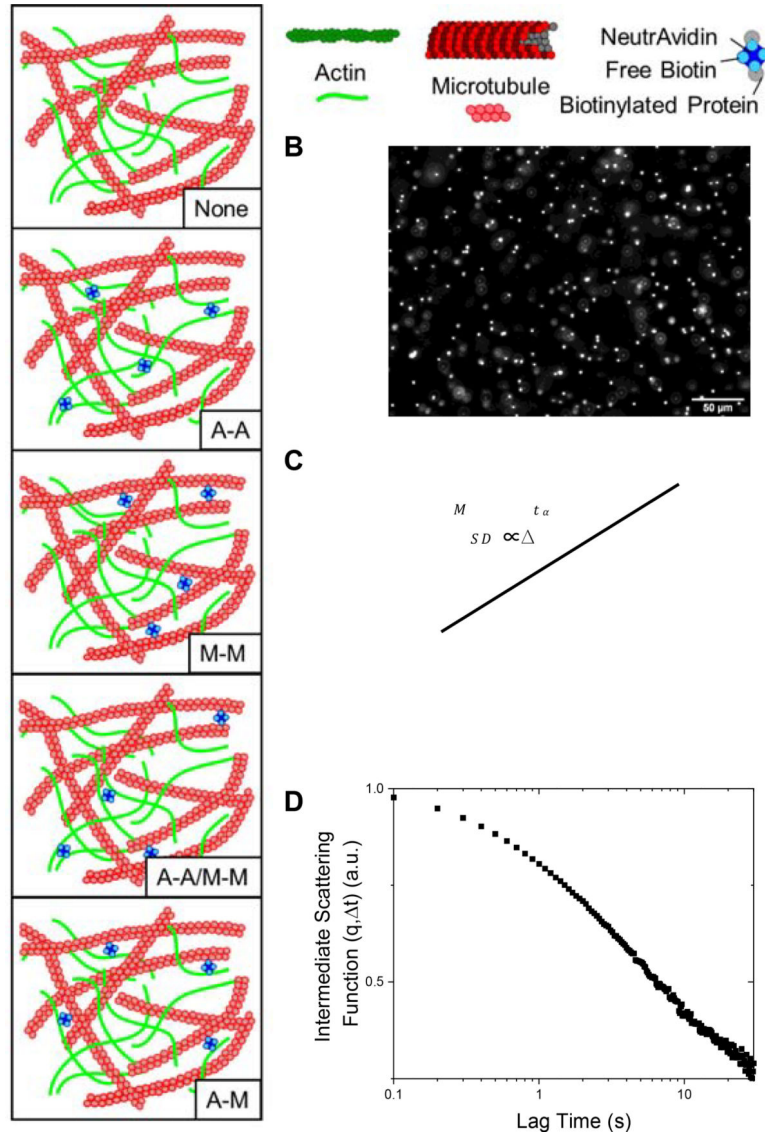 None
A-A
M-M
A-A/M-M
A-M
Actin
Microtubule
NeutrAvidin
Free Biotin
Biotinylated Protein
B
50 μm
C
M t α
SD ∝Δ
D
Intermediate Scattering
Function (q,Δt) (a.u.)
1.0
0.5
0.1
1
10
Lag Time (s)